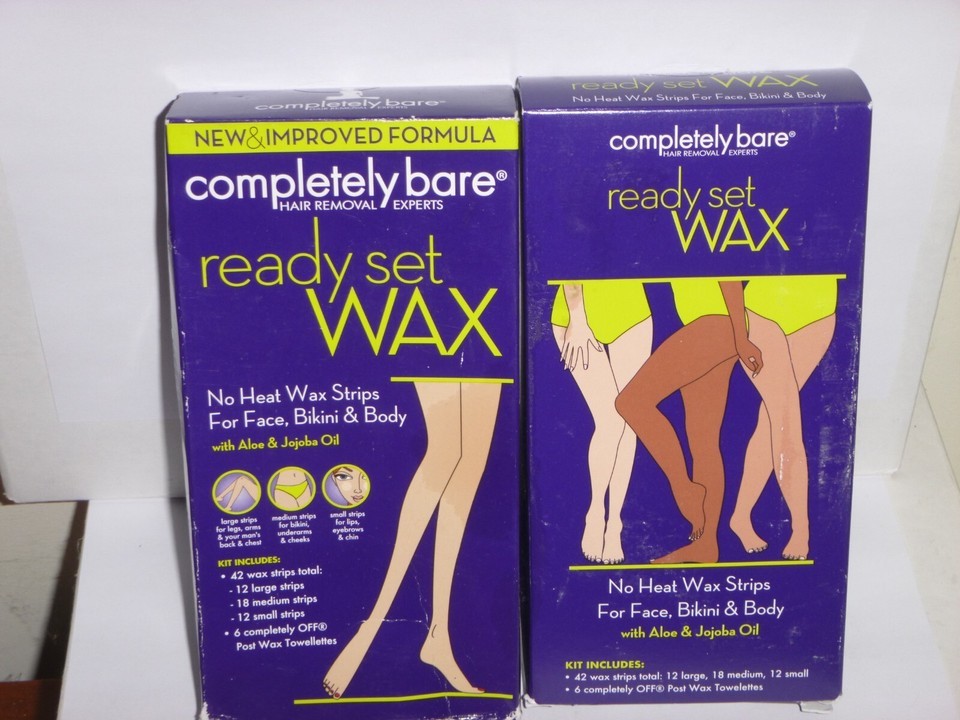 completely bare®
NEW&IMPROVED FORMULA
completely bare®
HAIR REMOVAL EXPERTS
ready set
WAX
No Heat Wax Strips
For Face, Bikini & Body
with Aloe & Jojoba Oil
large strips
for legs, arms
& your man's
back & chest
medium strips
for bikini,
underarms
& cheeks
small strips
for lips,
eyebrows
& chin
KIT INCLUDES:
• 42 wax strips total:
- 12 large strips
- 18 medium strips
- 12 small strips
• 6 completely OFF®
Post Wax Towellettes
ready set WAX
No Heat Wax Strips For Face, Bikini & Body
completely bare®
HAIR REMOVAL EXPERTS
ready set
WAX
No Heat Wax Strips
For Face, Bikini & Body
with Aloe & Jojoba Oil
KIT INCLUDES:
• 42 wax strips total: 12 large, 18 medium, 12 small
• 6 completely OFF® Post Wax Towelettes